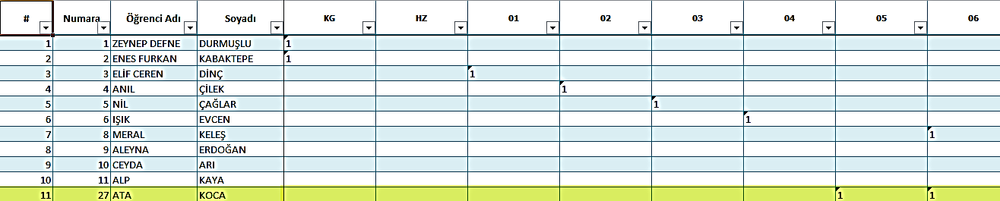 # Numara Öğrenci Adı Soyadı KG HZ 01 02 03 04 05 06
1 1 ZEYNEP DEFNE DURMUŞLU 1
2 2 ENES FURKAN KABAKTEPE 1
3 3 ELİF CEREN DİNÇ 1
4 4 ANIL ÇİLEK 1
5 5 NİL ÇAĞLAR 1
6 6 IŞIK EVCEN 1
7 8 MERAL KELEŞ 1
8 9 ALEYNA ERDOĞAN
9 10 CEYDA ARI
10 11 ALP KAYA
11 27 ATA KOCA 1 1